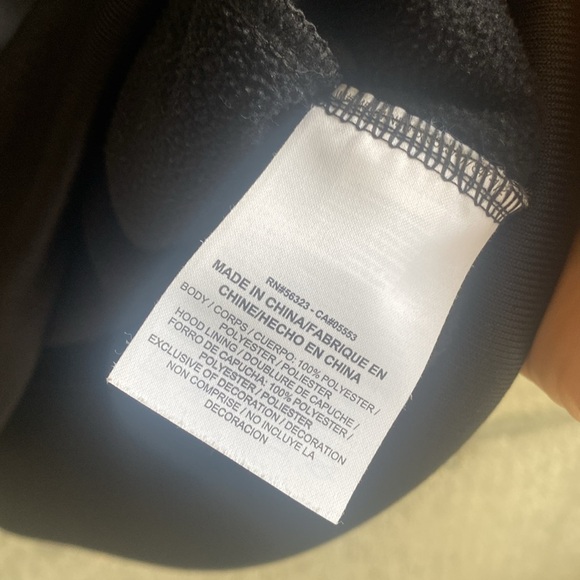 RN#56323 - CA#05553
MADE IN CHINA/FABRIQUE EN
CHINE/HECHO EN CHINA
BODY / CORPS / CUERPO: 100% POLYESTER /
POLYESTER / POLIESTER
HOOD LINING / DOUBLURE DE CAPUCHE /
FORRO DE CAPUCHA: 100% POLYESTER /
POLYESTER / POLIESTER
EXCLUSIVE OF DECORATION / DECORATION
NON COMPRISE / NO INCLUYE LA
DECORACION